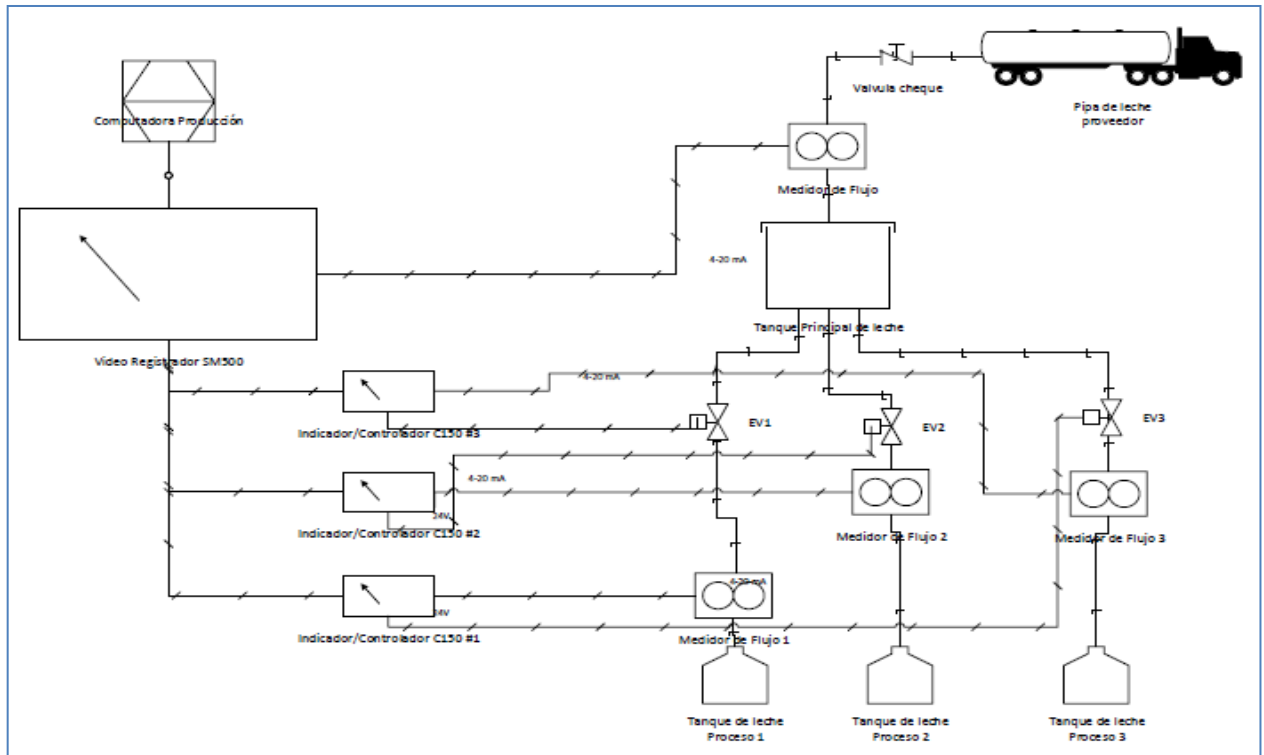 Valvula cheque
Pipa de leche
proveedor
Computadora Producción
Medidor de Flujo
4-20 mA
Tanque Principal de leche
Video Registrador SM500
4-20 mA
EV1
EV2
EV3
Indicador/Controlador C150 #3
4-20 mA
24V
Indicador/Controlador C150 #2
Medidor de Flujo 2
Medidor de Flujo 3
4-20 mA
24V
Indicador/Controlador C150 #1
Medidor de Flujo 1
Tanque de leche
Proceso 1
Tanque de leche
Proceso 2
Tanque de leche
Proceso 3